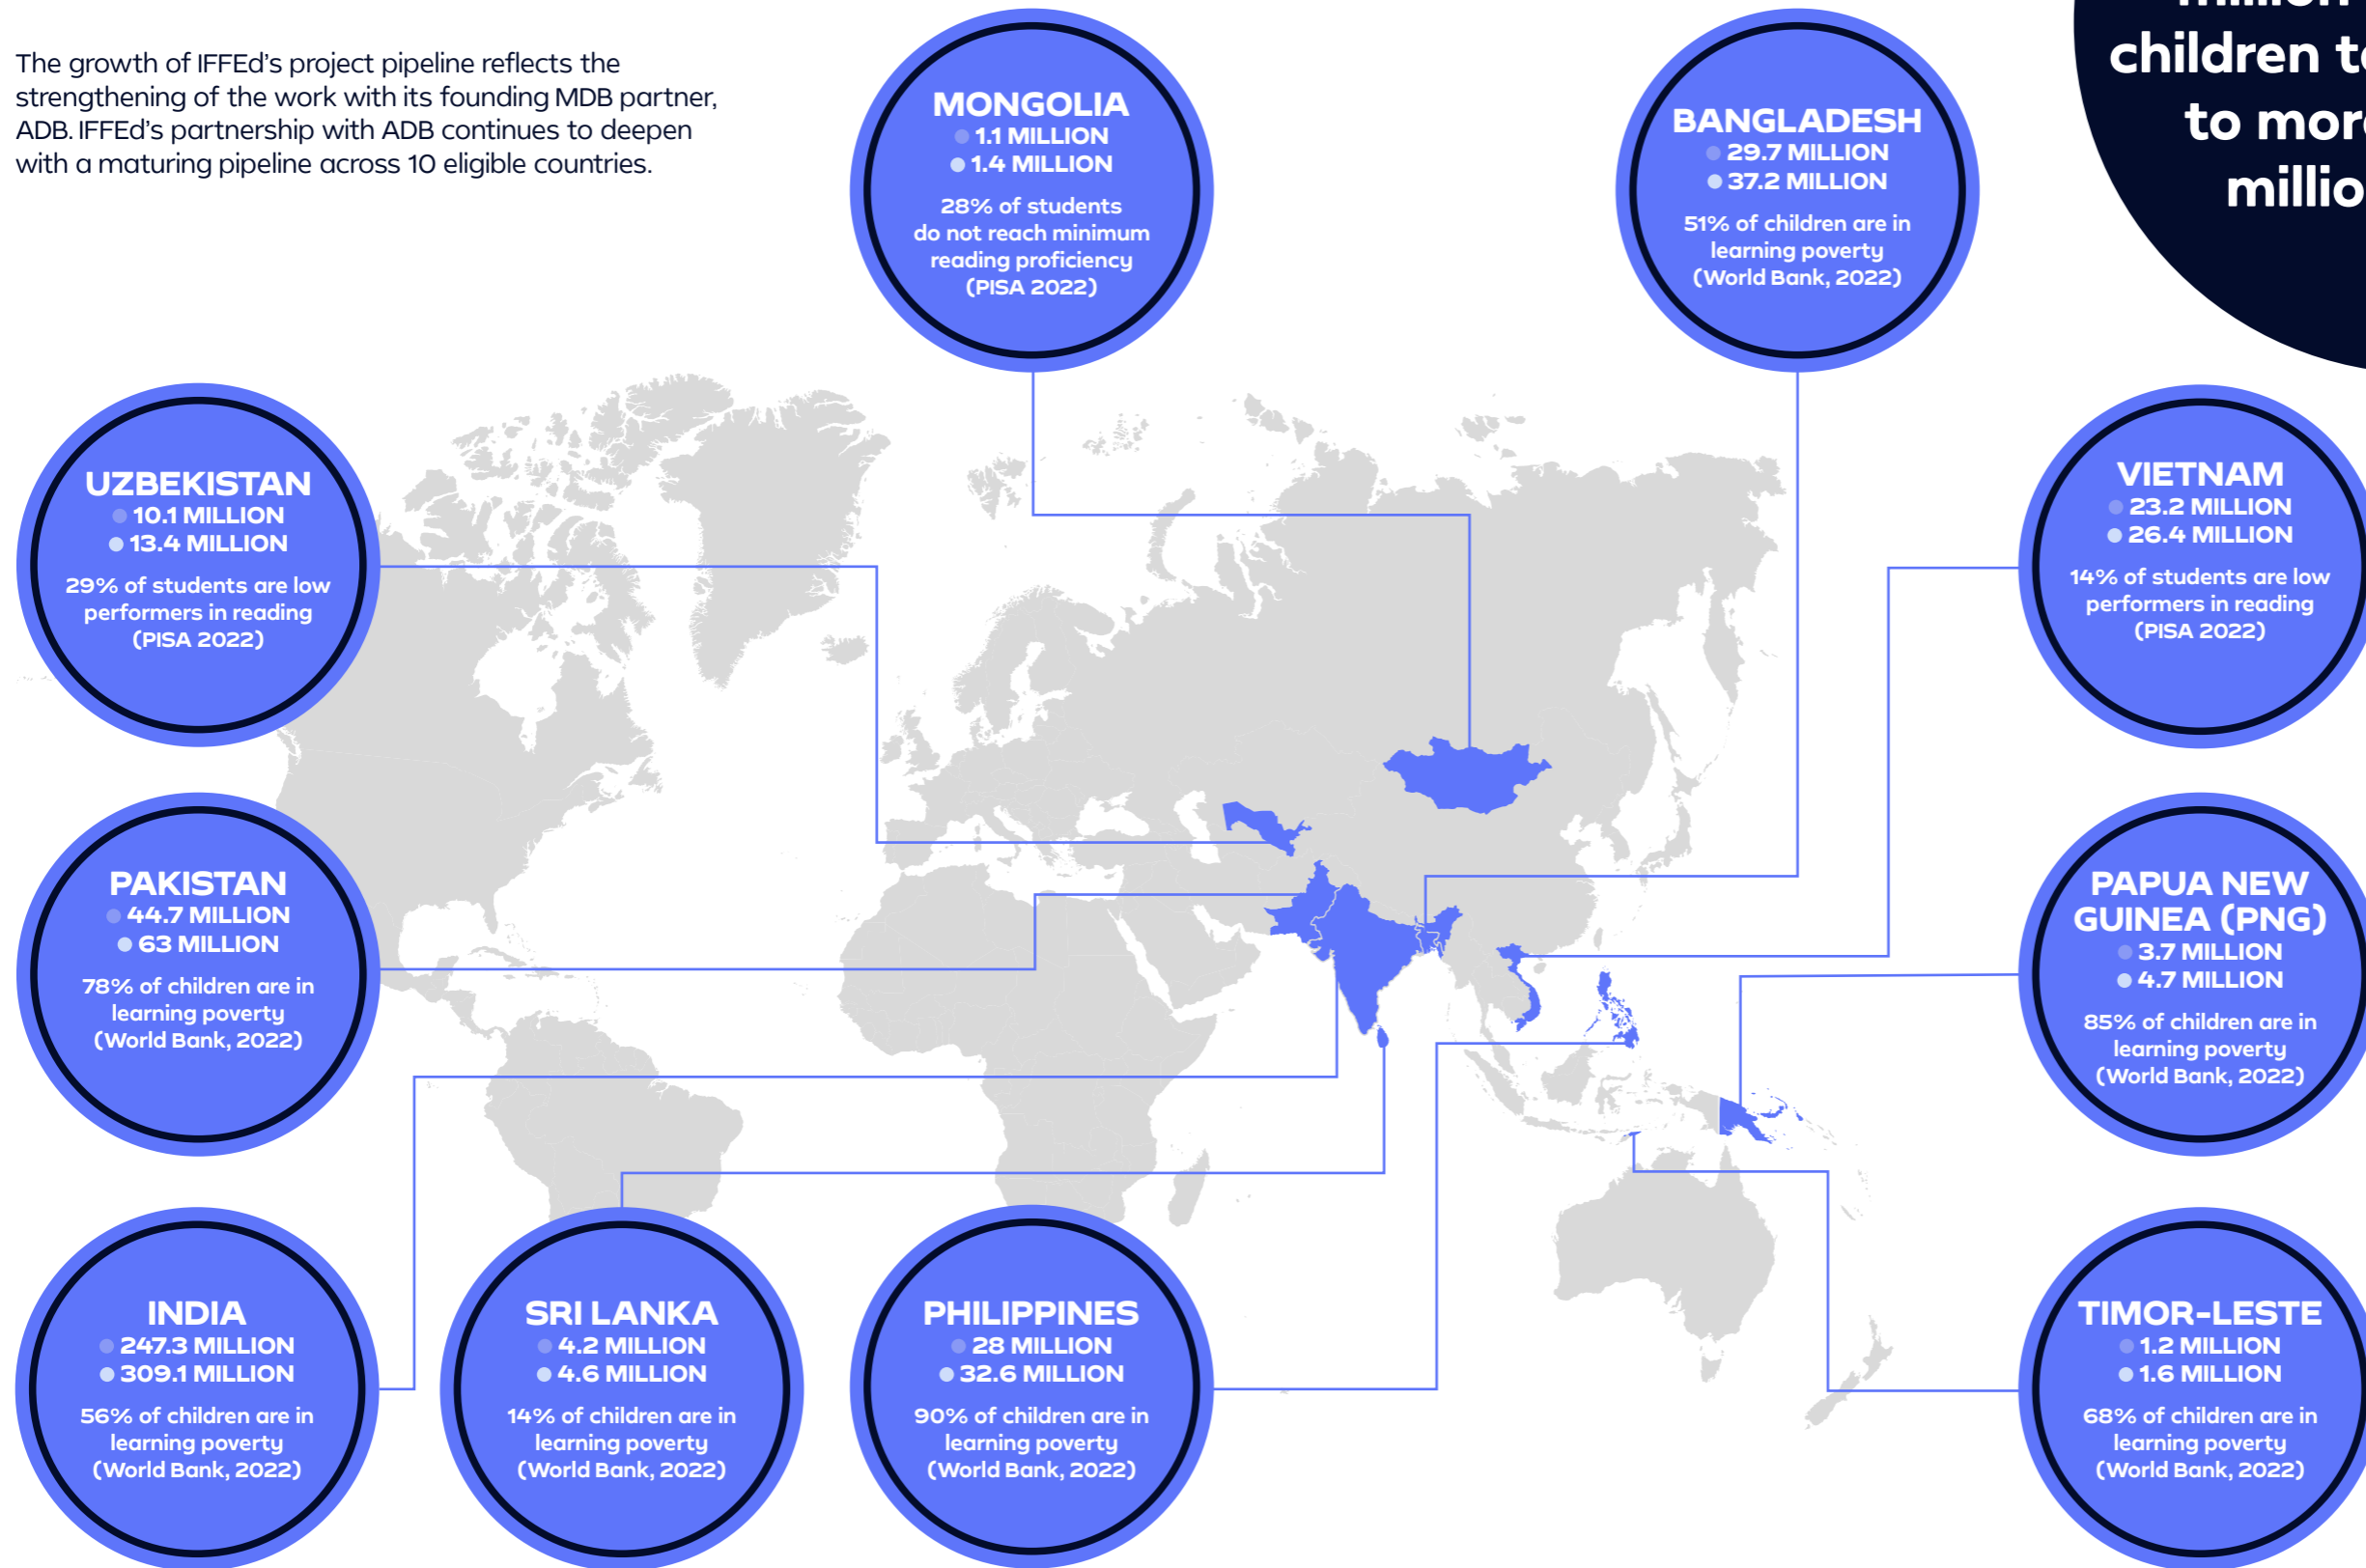 The growth of IFFEd's project pipeline reflects the
strengthening of the work with its founding MDB partner,
ADB. IFFEd's partnership with ADB continues to deepen
with a maturing pipeline across 10 eligible countries.
children
to
millio
MONGOLIA
1.1 MILLION
1.4 MILLION
28% of students
do not reach minimum
reading proficiency
(PISA 2022)
BANGLADESH
29.7 MILLION
37.2 MILLION
51% of children are in
learning poverty
(World Bank, 2022)
UZBEKISTAN
10.1 MILLION
13.4 MILLION
29% of students are low
performers in reading
(PISA 2022)
VIETNAM
23.2 MILLION
26.4 MILLION
14% of students are low
performers in reading
(PISA 2022)
PAKISTAN
44.7 MILLION
63 MILLION
78% of children are in
learning poverty
(World Bank, 2022)
PAPUA NEW
GUINEA (PNG)
3.7 MILLION
4.7 MILLION
85% of children are in
learning poverty
(World Bank, 2022)
INDIA
247.3 MILLION
309.1 MILLION
56% of children are in
learning poverty
(World Bank, 2022)
SRI LANKA
4.2 MILLION
4.6 MILLION
14% of children are in
learning poverty
(World Bank, 2022)
PHILIPPINES
28 MILLION
32.6 MILLION
90% of children are in
learning poverty
(World Bank, 2022)
TIMOR-LESTE
1.2 MILLION
1.6 MILLION
68% of children are in
learning poverty
(World Bank, 2022)